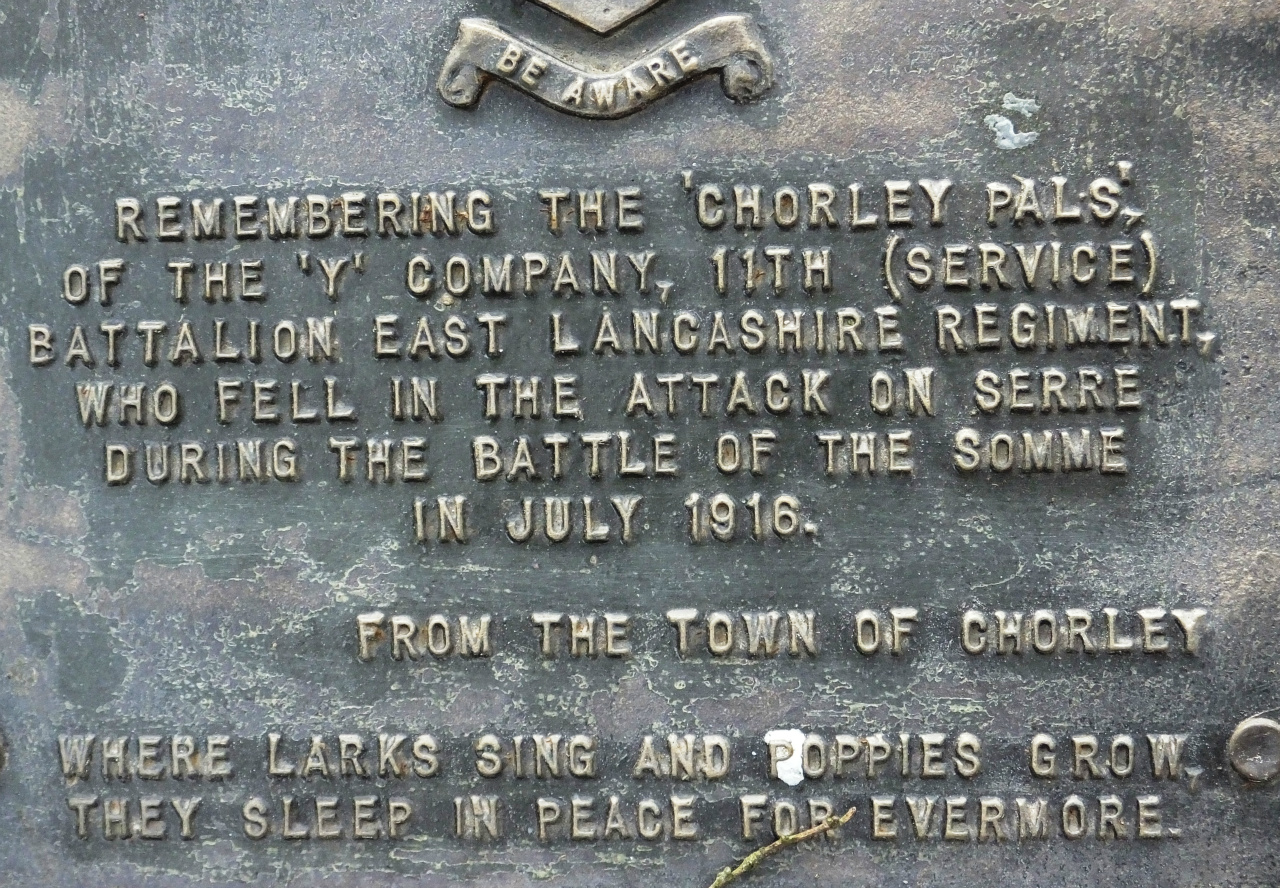 BE AWARE
REMEMBERING THE 'CHORLEY PALS',
OF THE 'Y' COMPANY, 11TH (SERVICE)
BATTALION EAST LANCASHIRE REGIMENT,
WHO FELL IN THE ATTACK ON SERRE
DURING THE BATTLE OF THE SOMME
IN JULY 1916.
FROM THE TOWN OF CHORLEY
WHERE LARKS SING AND POPPIES GROW,
THEY SLEEP IN PEACE FOR EVERMORE.